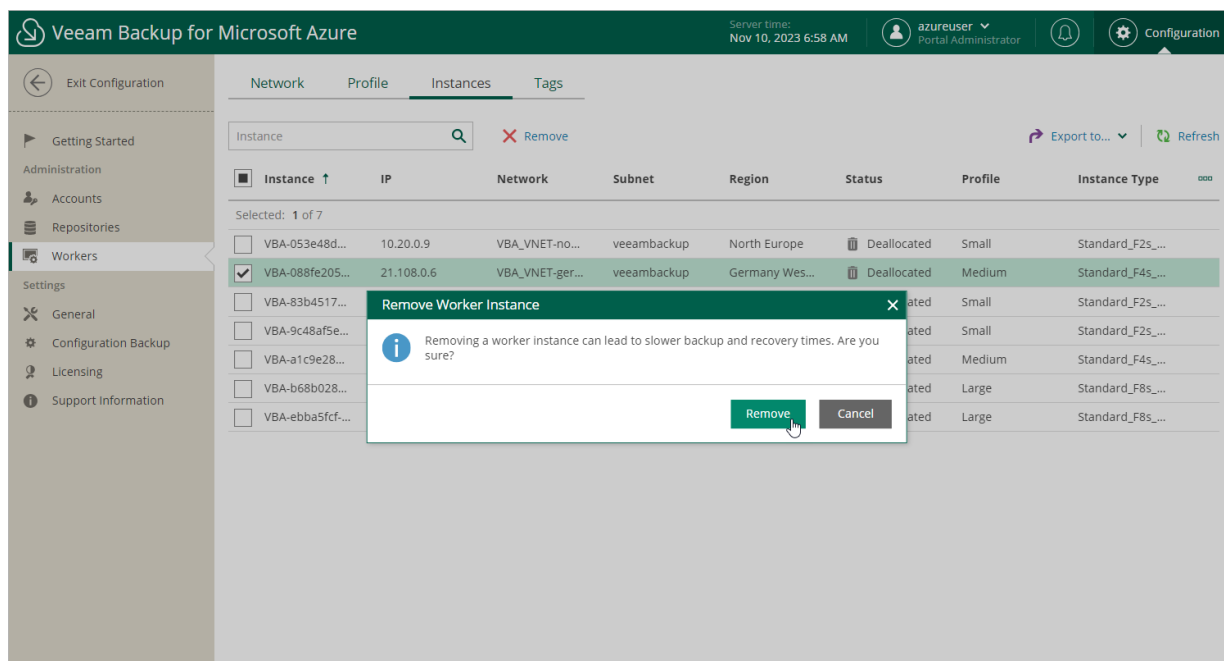 Veeam Backup for Microsoft Azure
Server time:
Nov 10, 2023 6:58 AM
azureuser
Portal Administrator
Configuration
Exit Configuration
Network Profile Instances Tags
Getting Started
Administration
Accounts
Repositories
Workers
Settings
General
Configuration Backup
Licensing
Support Information
Instance Remove Export to... Refresh
Instance ↑ IP Network Subnet Region Status Profile Instance Type
Selected: 1 of 7
VBA-053e48d... 10.20.0.9 VBA_VNET-no... veeambackup North Europe Deallocated Small Standard_F2s_...
VBA-088fe205... 21.108.0.6 VBA_VNET-ger... veeambackup Germany Wes... Deallocated Medium Standard_F4s_...
VBA-83b4517... ated Small Standard_F2s_...
VBA-9c48af5e... ated Small Standard_F2s_...
VBA-a1c9e28... ated Medium Standard_F4s_...
VBA-b68b028... ated Large Standard_F8s_...
VBA-ebba5fcf-... ated Large Standard_F8s_...
Remove Worker Instance
Removing a worker instance can lead to slower backup and recovery times. Are you
sure?
Remove Cancel